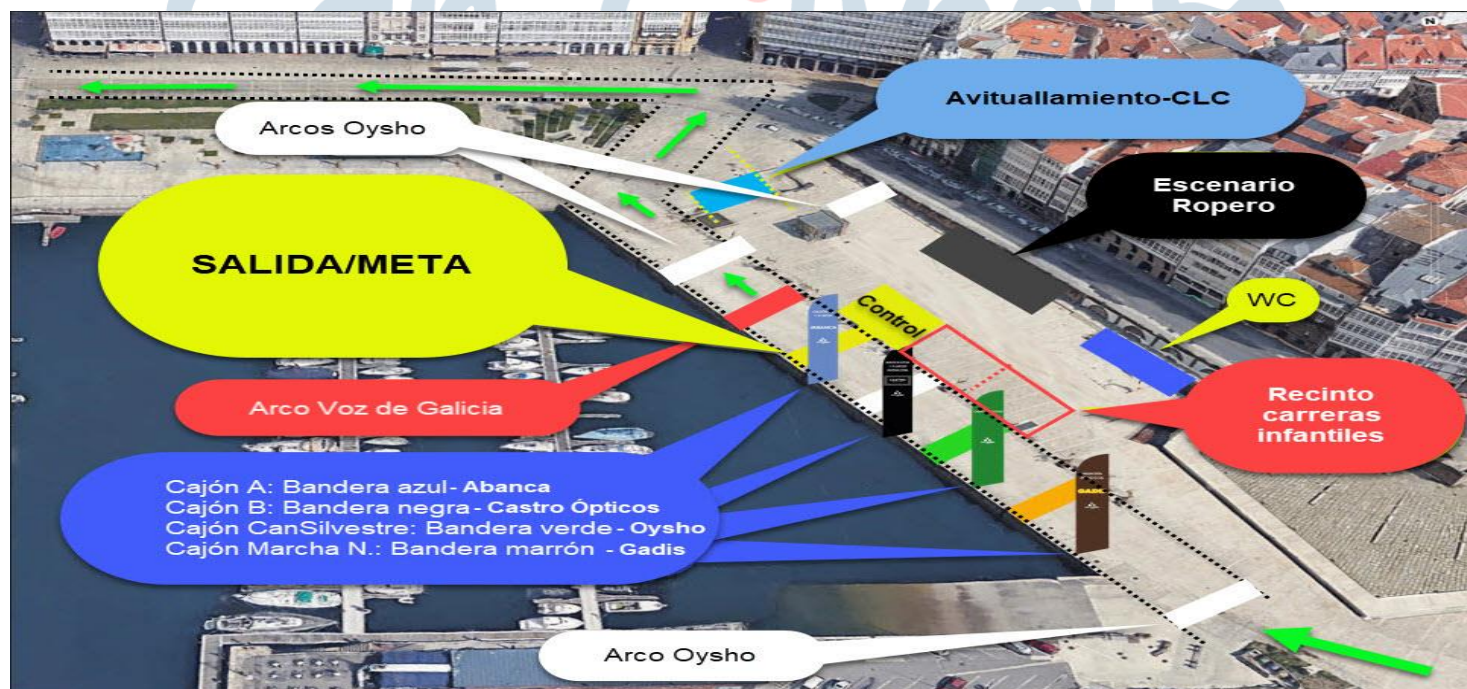 N
Avituallamiento-CLC
Arcos Oysho
Escenario
Ropero
SALIDA/META
WC
Control
ABANCA
Arco Voz de Galicia
Recinto
carreras
infantiles
GADIS
Cajón A: Bandera azul- Abanca
Cajón B: Bandera negra - Castro Ópticos
Cajón CanSilvestre: Bandera verde - Oysho
Cajón Marcha N.: Bandera marrón - Gadis
Arco Oysho